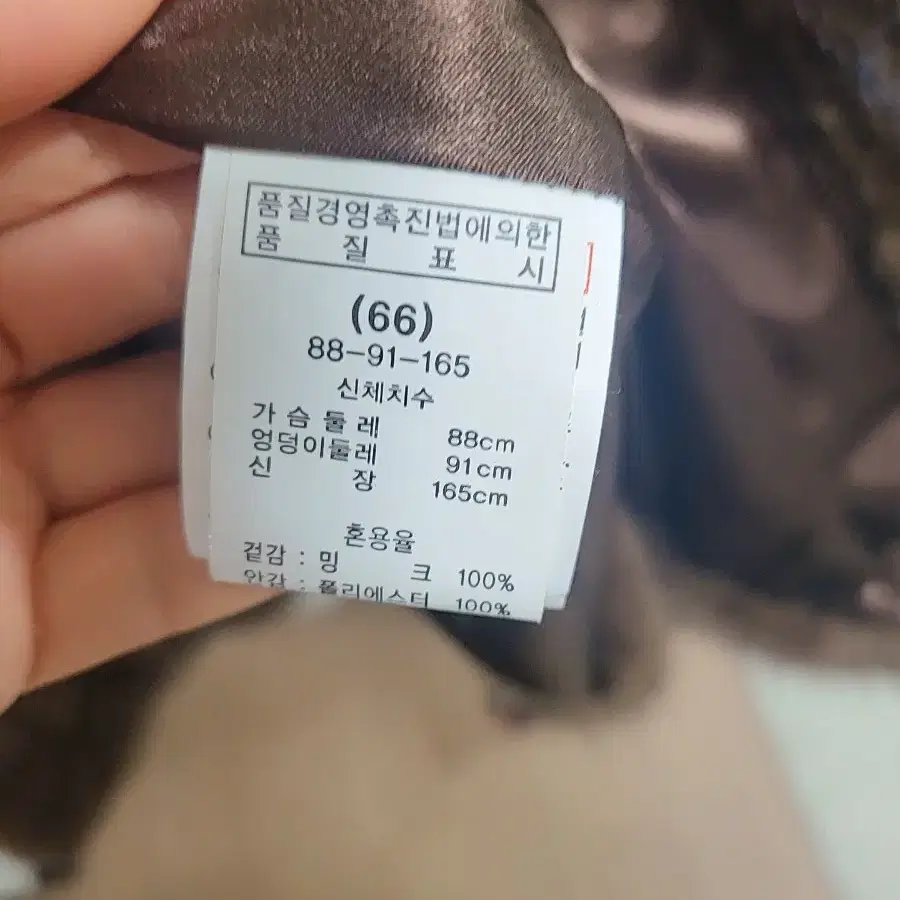 품질경영촉진법에의한
품 질 표 시
(66)
88-91-165
신체치수
가슴둘레 88cm
엉덩이둘레 91cm
신 장 165cm
혼용율
겉감 : 밍 크 100%
안감 : 폴리에스터 100%